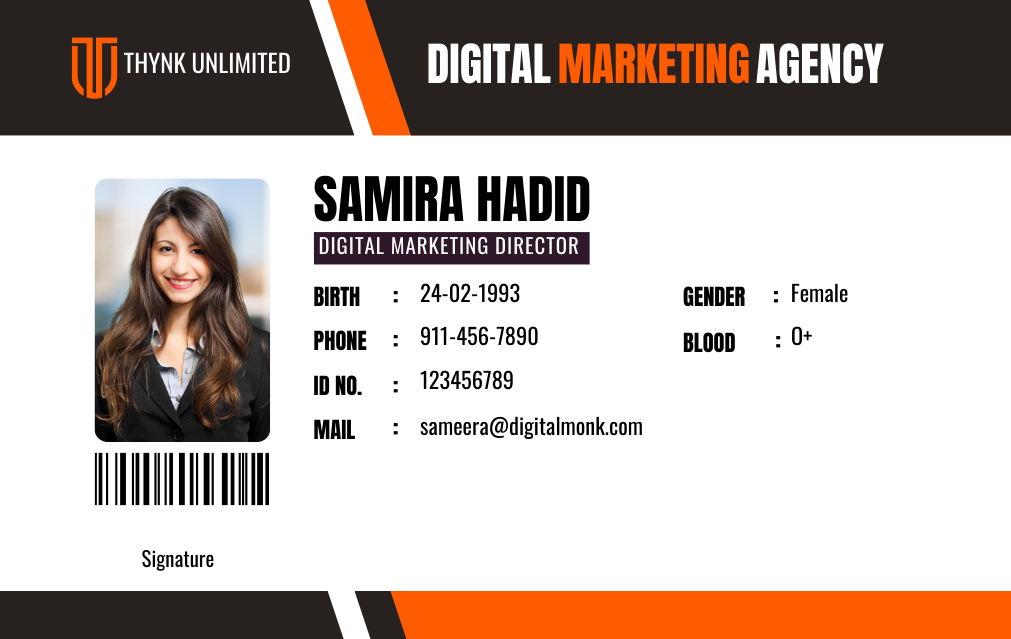 THYNK UNLIMITED
DIGITAL MARKETING AGENCY
SAMIRA HADID
DIGITAL MARKETING DIRECTOR
BIRTH : 24-02-1993
GENDER : Female
PHONE : 911-456-7890
BLOOD : O+
ID NO. : 123456789
MAIL : sameera@digitalmonk.com
Signature